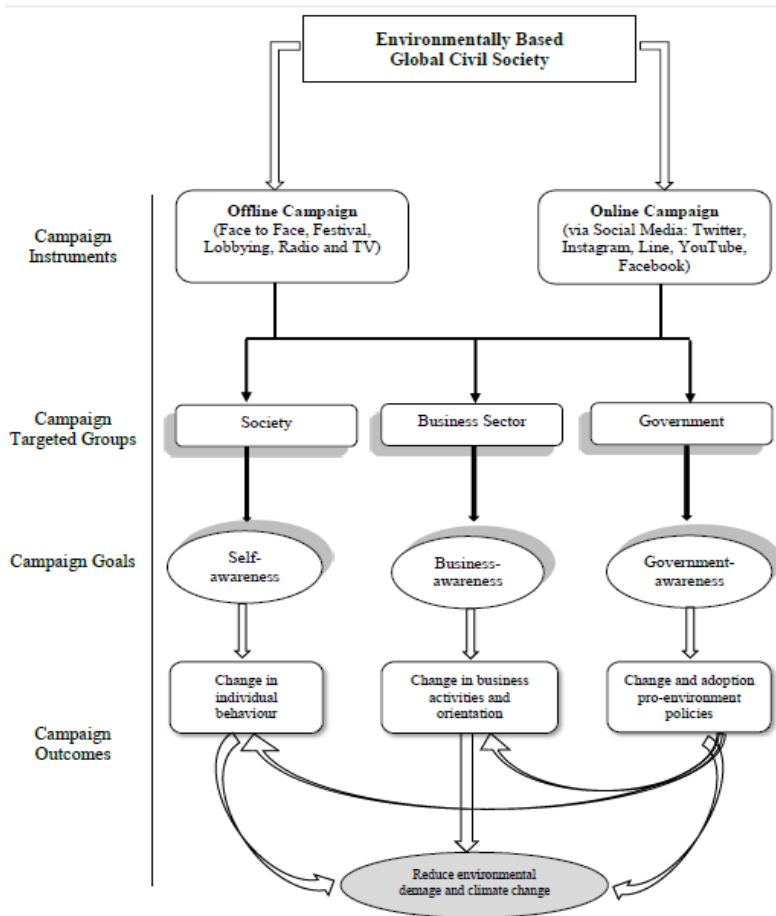 Environmentally Based
Global Civil Society
Campaign
Instruments
Offline Campaign
(Face to Face, Festival,
Lobbying, Radio and TV)
Online Campaign
(via Social Media: Twitter,
Instagram, Line, YouTube,
Facebook)
Campaign
Targeted Groups
Society
Business Sector
Government
Campaign Goals
Self-
awareness
Business-
awareness
Government-
awareness
Campaign
Outcomes
Change in
individual
behaviour
Change in business
activities and
orientation
Change and adoption
pro-environment
policies
Reduce environmental
demage and climate change